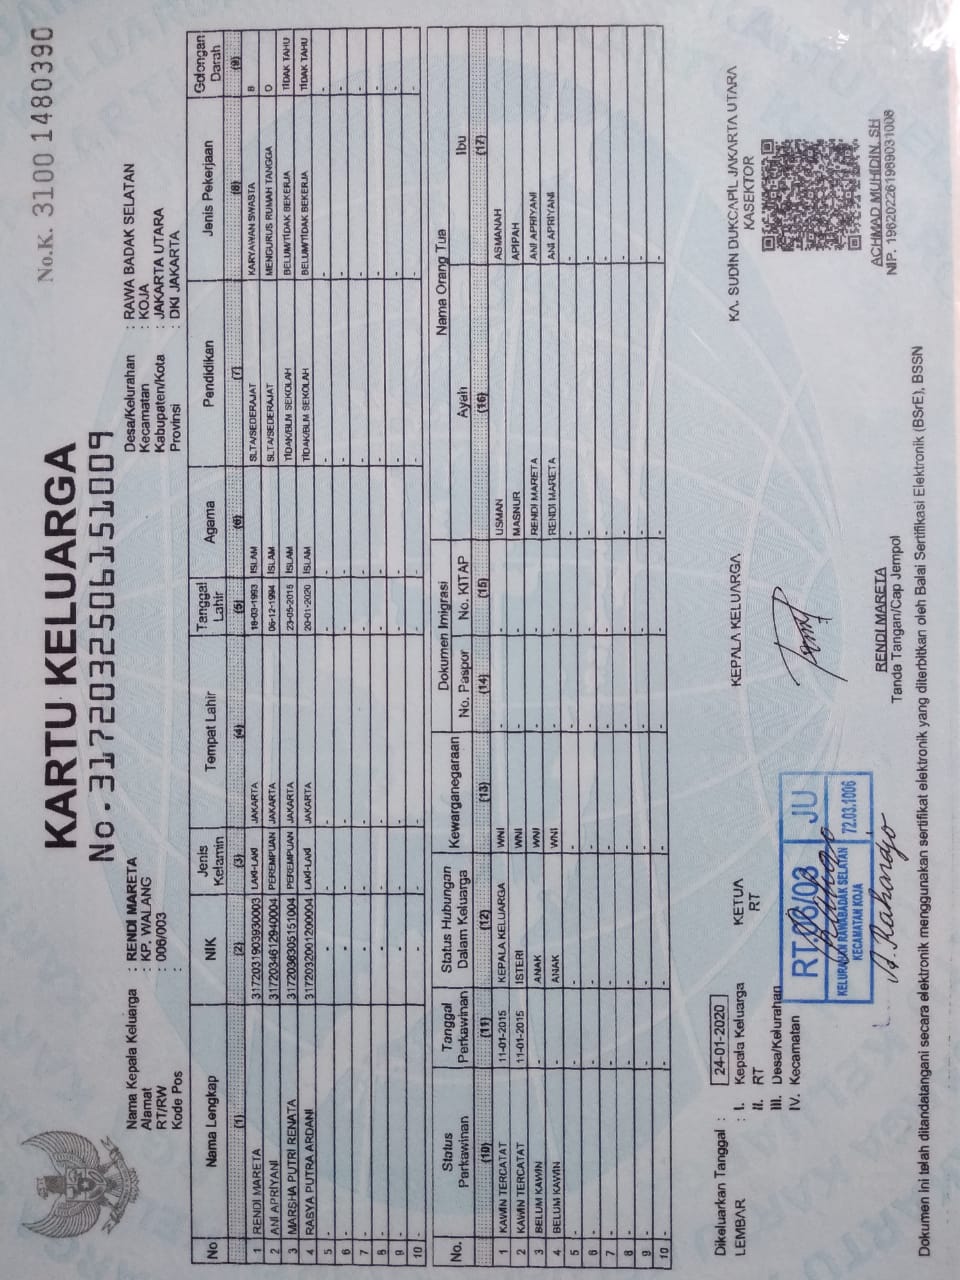 No.K. 3100 1480390
KARTU KELUARGA
No. 3172032506151009
Nama Kepala Keluarga : RENDI MARETA
Alamat : KP. WALANG
RT/RW : 006/003
Kode Pos :
Desa/Kelurahan : RAWA BADAK SELATAN
Kecamatan : KOJA
Kabupaten/Kota : JAKARTA UTARA
Provinsi : DKI JAKARTA
No Nama Lengkap NIK Jenis Kelamin Tempat Lahir Tanggal Lahir Agama Pendidikan Jenis Pekerjaan Golongan Darah
(1) (2) (3) (4) (5) (6) (7) (8) (9)
1 RENDI MARETA 3172031903930003 LAKI-LAKI JAKARTA 19-03-1993 ISLAM SLTA/SEDERAJAT KARYAWAN SWASTA B
2 ANI APRIYANI 3172034612940004 PEREMPUAN JAKARTA 06-12-1994 ISLAM SLTA/SEDERAJAT MENGURUS RUMAH TANGGA O
3 MARSHA PUTRI RENATA 3172036305151004 PEREMPUAN JAKARTA 23-05-2015 ISLAM TIDAK/BLM SEKOLAH BELUM/TIDAK BEKERJA TIDAK TAHU
4 RASYA PUTRA ARDANI 3172032001200004 LAKI-LAKI JAKARTA 20-01-2020 ISLAM TIDAK/BLM SEKOLAH BELUM/TIDAK BEKERJA TIDAK TAHU
5 - - - - - - - - -
6 - - - - - - - - -
7 - - - - - - - - -
8 - - - - - - - - -
9 - - - - - - - - -
10 - - - - - - - - -
No. Status Perkawinan Tanggal Perkawinan Status Hubungan Dalam Keluarga Kewarganegaraan Dokumen Imigrasi Nama Orang Tua
No. Paspor No. KITAP Ayah Ibu
(10) (11) (12) (13) (14) (15) (16) (17)
1 KAWIN TERCATAT 11-01-2015 KEPALA KELUARGA WNI - - USMAN ASMANAH
2 KAWIN TERCATAT 11-01-2015 ISTERI WNI - - MASNUR APIPAH
3 BELUM KAWIN - ANAK WNI - - RENDI MARETA ANI APRIYANI
4 BELUM KAWIN - ANAK WNI - - RENDI MARETA ANI APRIYANI
5 - - - - - - - -
6 - - - - - - - -
7 - - - - - - - -
8 - - - - - - - -
9 - - - - - - - -
10 - - - - - - - -
Dikeluarkan Tanggal : 24-01-2020
LEMBAR : I. Kepala Keluarga
II. RT
III. Desa/Kelurahan
IV. Kecamatan
KETUA
RT
RT.06/03 JU
KELURAHAN RAWABADAK SELATAN
KECAMATAN KOJA
72.03.1006
KEPALA KELUARGA
RENDI MARETA
Tanda Tangan/Cap Jempol
KA. SUDIN DUKCAPIL JAKARTA UTARA
KASEKTOR
ACHMAD MUHIDIN. SH
NIP. 196202261989031008
Dokumen ini telah ditandatangani secara elektronik menggunakan sertifikat elektronik yang diterbitkan oleh Balai Sertifikasi Elektronik (BSrE), BSSN